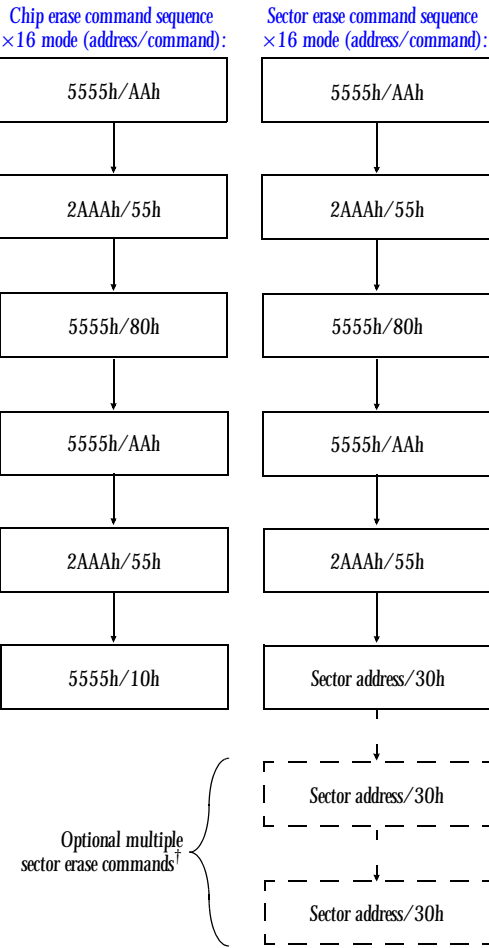 Chip erase command sequence
×16 mode (address/command):
5555h/AAh
2AAAh/55h
5555h/80h
5555h/AAh
2AAAh/55h
5555h/10h
Sector erase command sequence
×16 mode (address/command):
5555h/AAh
2AAAh/55h
5555h/80h
5555h/AAh
2AAAh/55h
Sector address/30h
Sector address/30h
Sector address/30h
Optional multiple
sector erase commands†